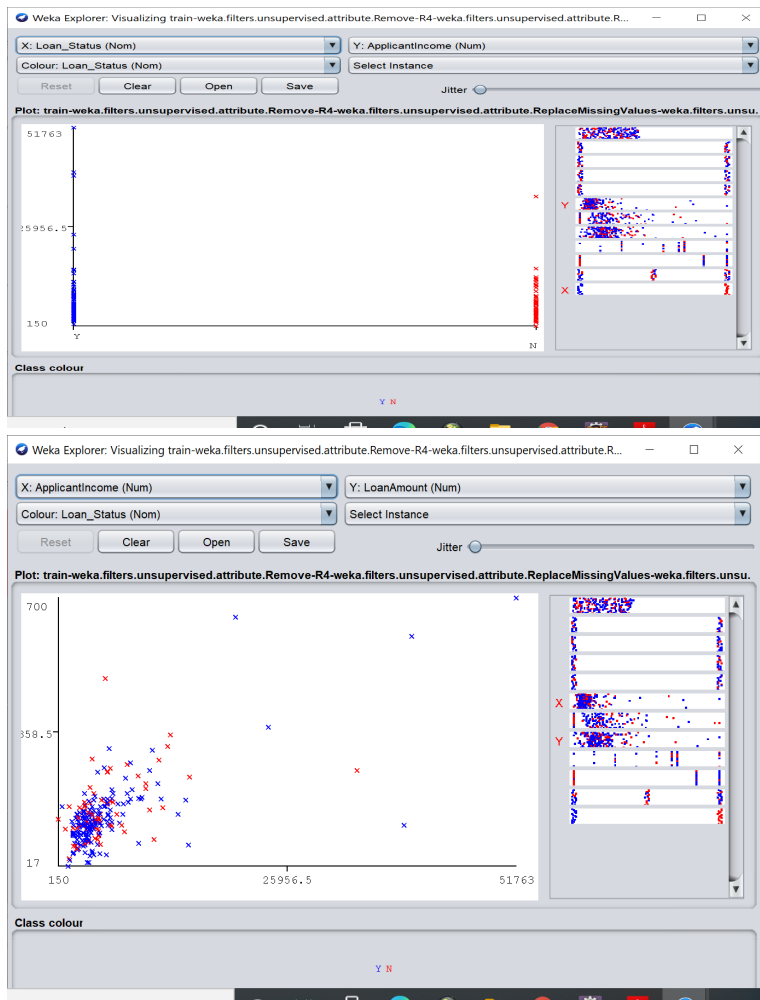 Weka Explorer: Visualizing train-weka.filters.unsupervised.attribute.Remove-R4-weka.filters.unsupervised.attribute.R...
X: Loan_Status (Nom) Y: ApplicantIncome (Num)
Colour: Loan_Status (Nom) Select Instance
Reset Clear Open Save Jitter
Plot: train-weka.filters.unsupervised.attribute.Remove-R4-weka.filters.unsupervised.attribute.ReplaceMissingValues-weka.filters.unsu.
51763
Y
25956.5
X
150
Y
N
Class colour
Y N
Weka Explorer: Visualizing train-weka.filters.unsupervised.attribute.Remove-R4-weka.filters.unsupervised.attribute.R...
X: ApplicantIncome (Num) Y: LoanAmount (Num)
Colour: Loan_Status (Nom) Select Instance
Reset Clear Open Save
Jitter
Plot: train-weka.filters.unsupervised.attribute.Remove-R4-weka.filters.unsupervised.attribute.ReplaceMissingValues-weka.filters.unsu.
700
X
358.5
Y
17
150 25956.5 51763
Class colour
Y N